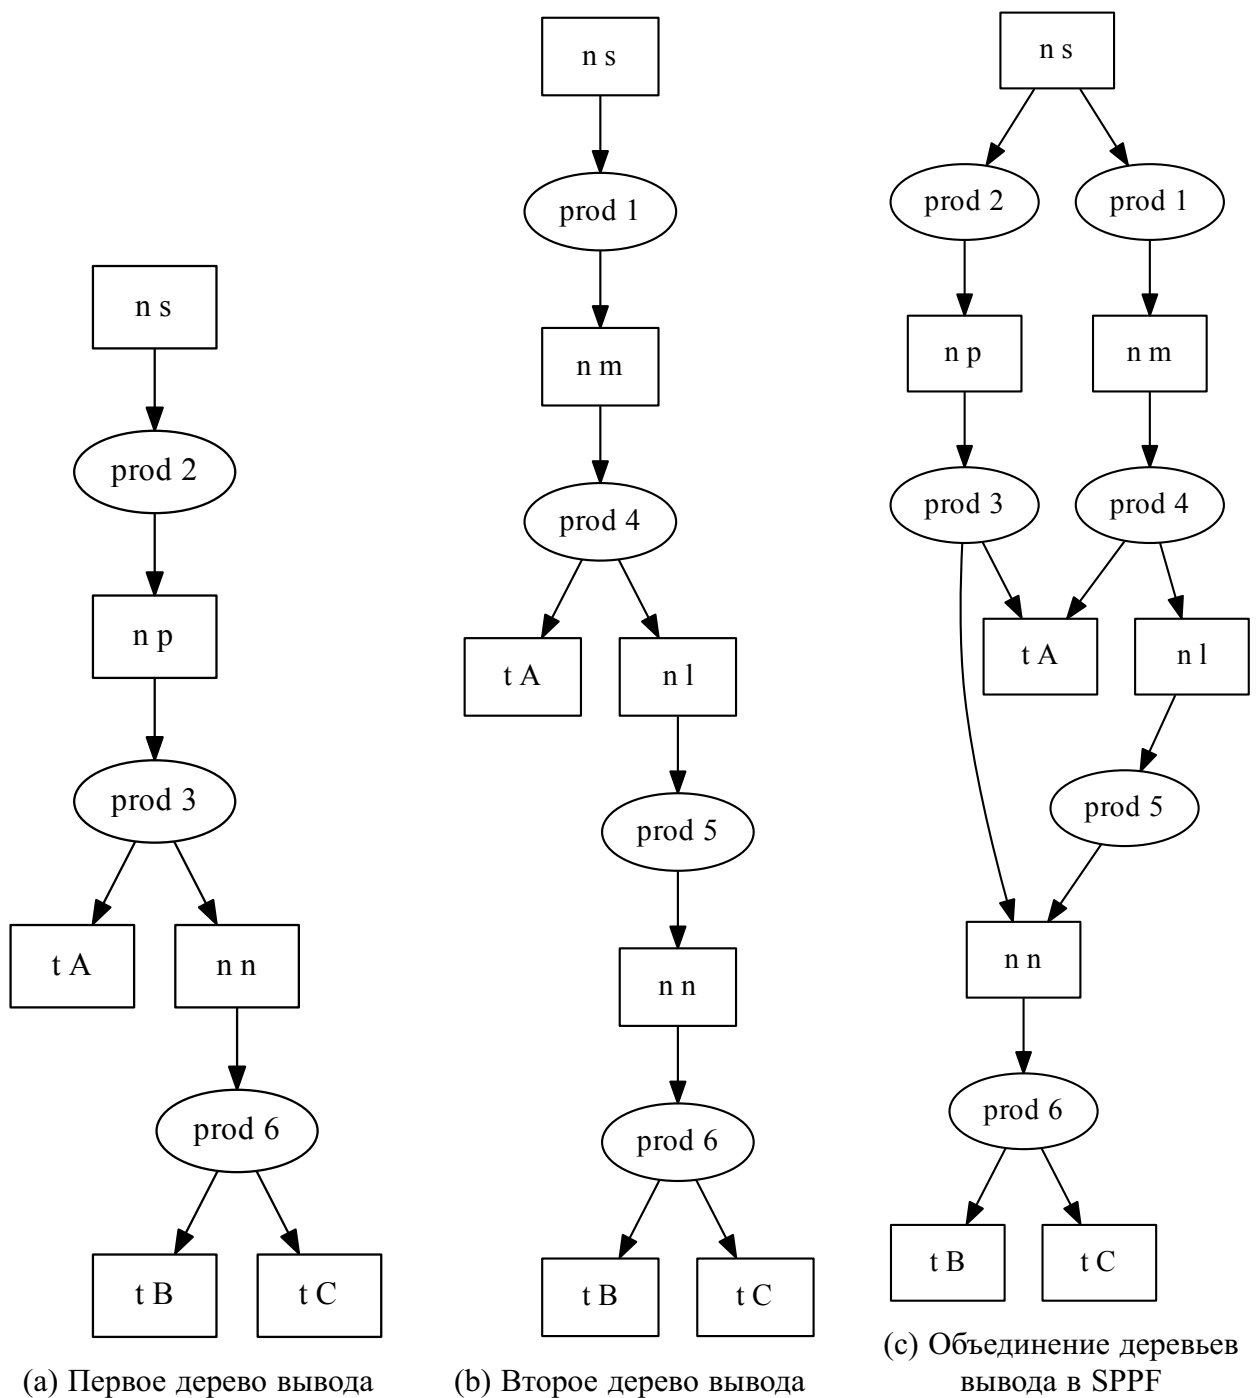 n s
prod 2
n p
prod 3
t A
n n
prod 6
t B
t C
(a) Первое дерево вывода
n s
prod 1
n m
prod 4
t A
n l
prod 5
n n
prod 6
t B
t C
(b) Второе дерево вывода
n s
prod 2
prod 1
n p
n m
prod 3
prod 4
t A
n l
prod 5
n n
prod 6
t B
t C
(c) Объединение деревьев
вывода в SPPF